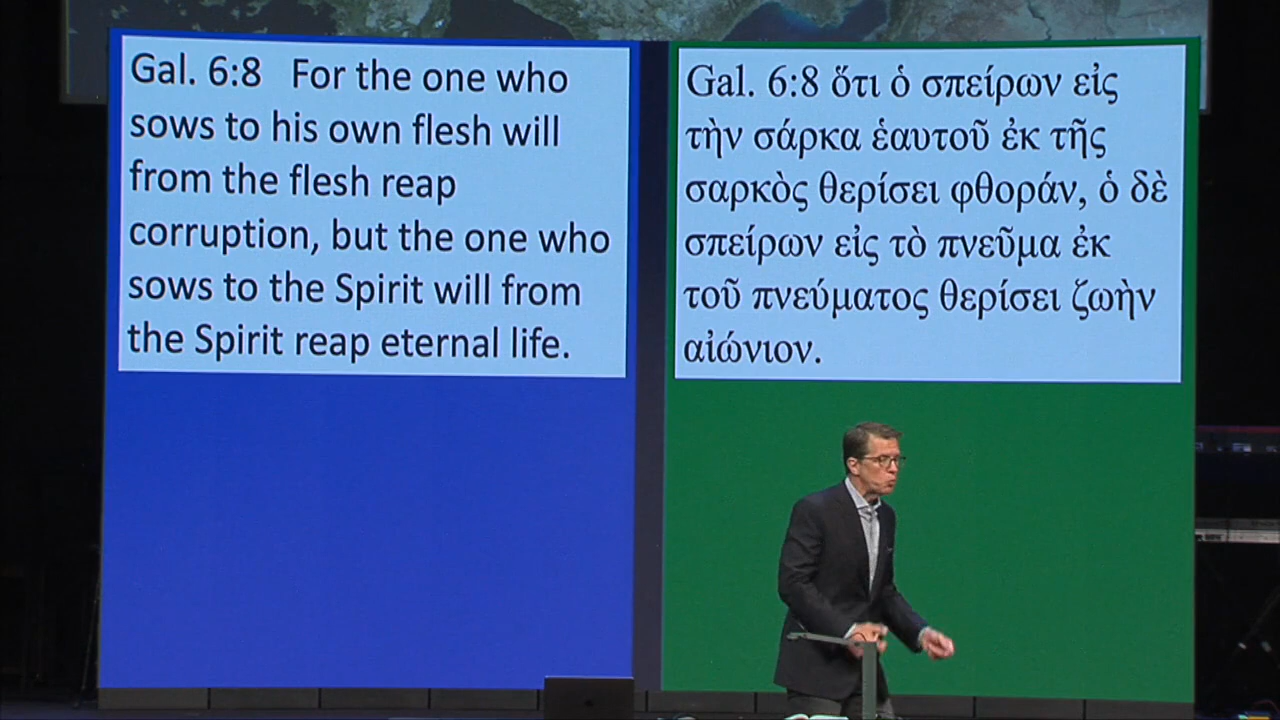 Gal. 6:8 For the one who
sows to his own flesh will
from the flesh reap
corruption, but the one who
sows to the Spirit will from
the Spirit reap eternal life.
Gal. 6:8 ὅτι ὁ σπείρων εἰς
τὴν σάρκα ἑαυτοῦ ἐκ τῆς
σαρκὸς θερίσει φθοράν, ὁ δὲ
σπείρων εἰς τὸ πνεῦμα ἐκ
τοῦ πνεύματος θερίσει ζωὴν
αἰώνιον.